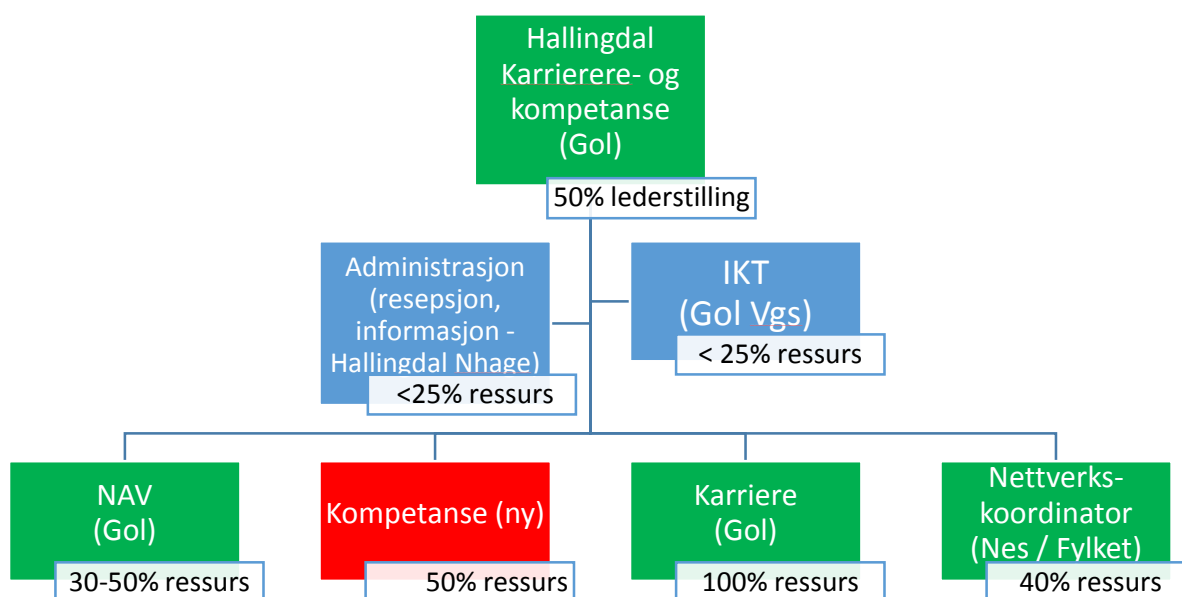 Hallingdal
Karrierere- og
kompetanse
(Gol)
50% lederstilling
Administrasjon
(resepsjon,
informasjon -
Hallingdal Nhage)
<25% ressurs
IKT
(Gol Vgs)
< 25% ressurs
NAV
(Gol)
30-50% ressurs
Kompetanse (ny)
50% ressurs
Karriere
(Gol)
100% ressurs
Nettverks-
koordinator
(Nes / Fylket)
40% ressurs